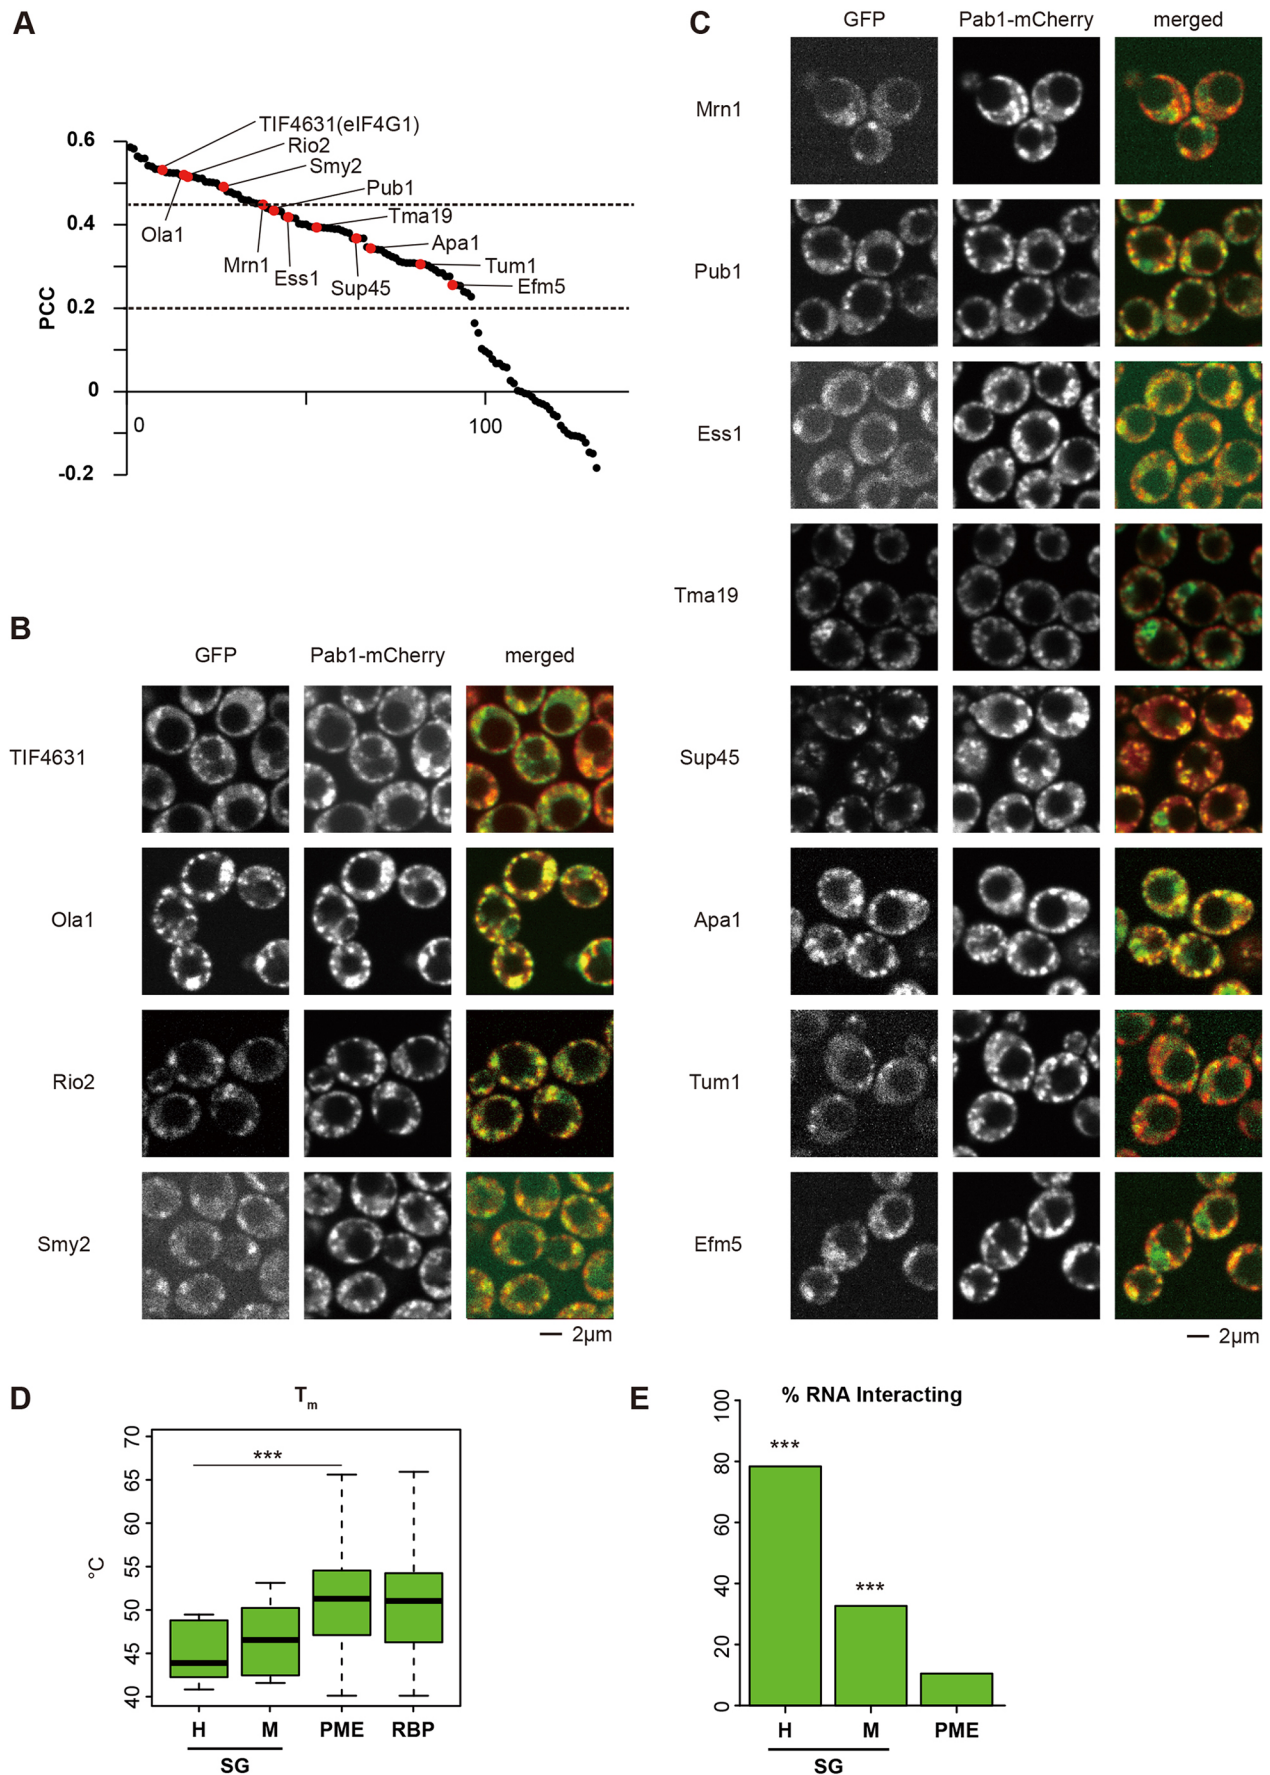 A
0.6
0.4
0.2
0
-0.2
PCC
0
100
TIF4631(eIF4G1)
Rio2
Smy2
Pub1
Tma19
Apa1
Tum1
Efm5
Ola1
Mrn1
Ess1
Sup45
B
GFP Pab1-mCherry merged
TIF4631
Ola1
Rio2
Smy2
2µm
C
GFP Pab1-mCherry merged
Mrn1
Pub1
Ess1
Tma19
Sup45
Apa1
Tum1
Efm5
2µm
D
Tm
***
70
65
60
55
50
45
40
°C
H M PME RBP
SG
E
% RNA Interacting
100
80
60
40
20
0
***
***
H M PME
SG